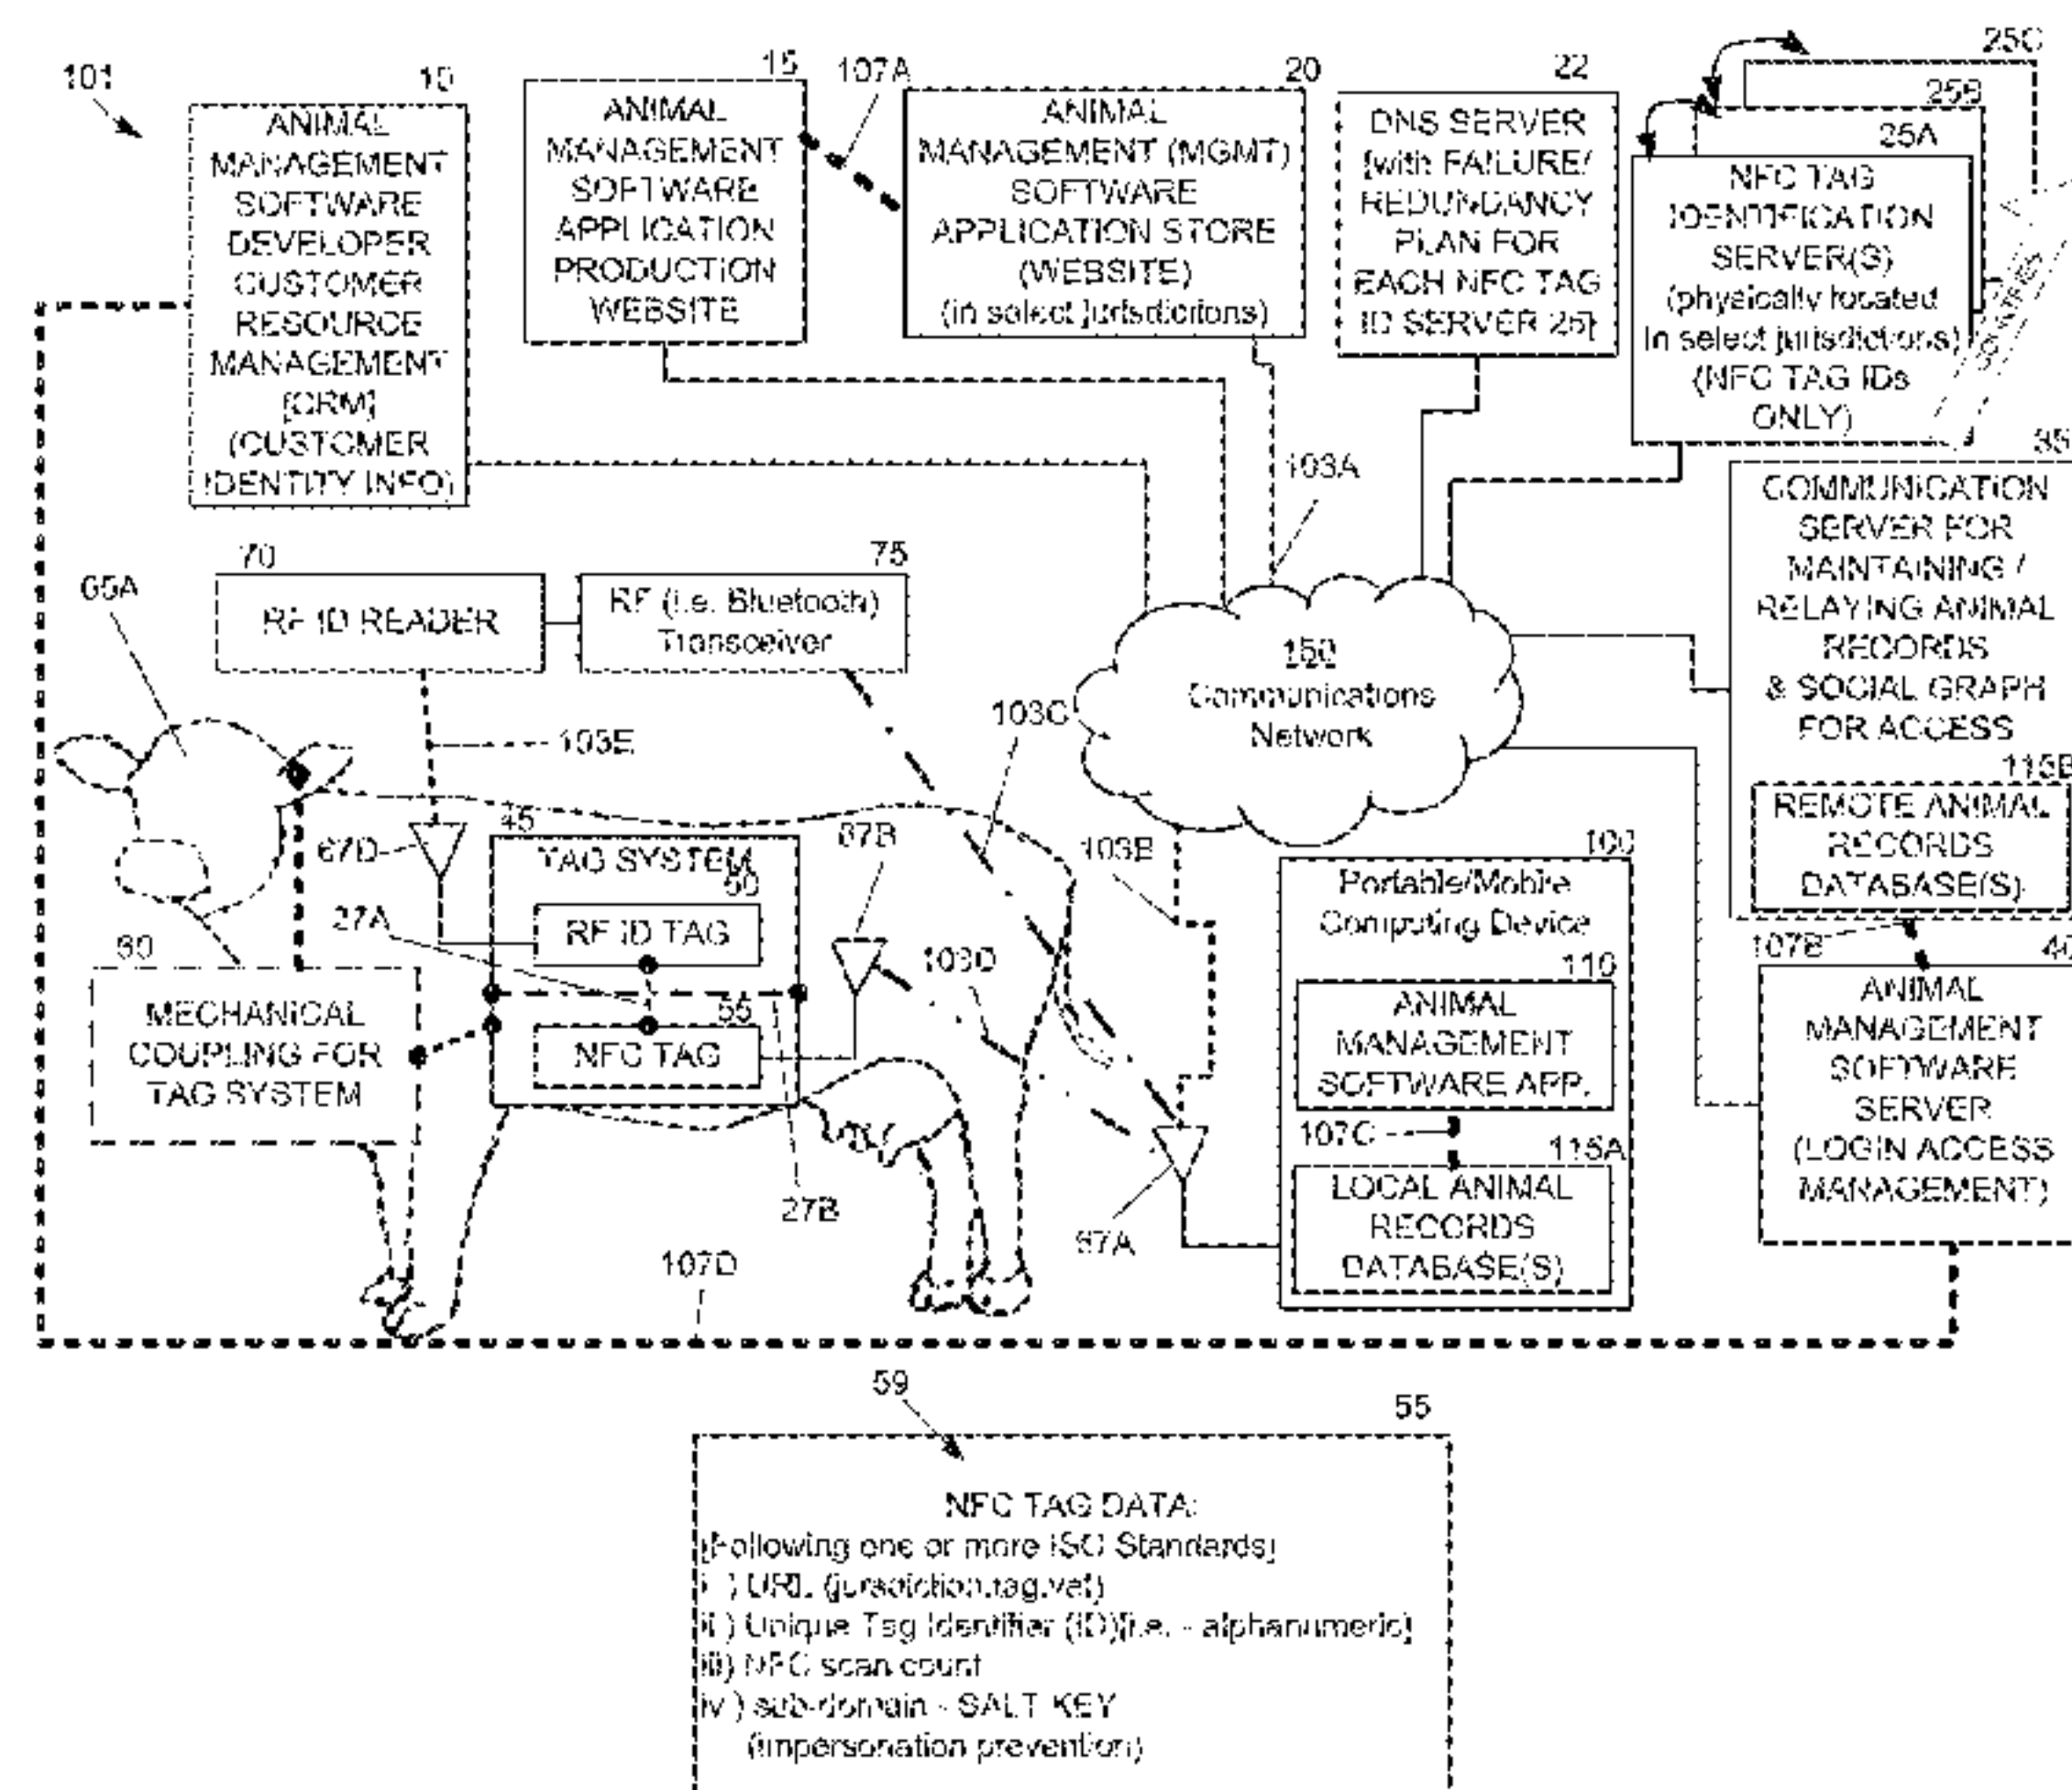 101
10
ANIMAL
MANAGEMENT
SOFTWARE
DEVELOPER
CUSTOMER
RESOURCE
MANAGEMENT
[CRM]
(CUSTOMER
IDENTITY INFO)
15
ANIMAL
MANAGEMENT
SOFTWARE
APPLICATION
PRODUCTION
WEBSITE
107A
20
ANIMAL
MANAGEMENT (MGMT)
SOFTWARE
APPLICATION STORE
(WEBSITE)
(in select jurisdictions)
22
DNS SERVER
[with FAILURE/
REDUNDANCY
PLAN FOR
EACH NFC TAG
ID SERVER 25]
25C
25B
25A
NFC TAG
IDENTIFICATION
SERVER(S)
(physically located
in select jurisdictions)
(NFC TAG IDs
ONLY)
103A
35
COMMUNICATION
SERVER FOR
MAINTAINING /
RELAYING ANIMAL
RECORDS
& SOCIAL GRAPH
FOR ACCESS
115B
REMOTE ANIMAL
RECORDS
DATABASE(S)
107B
40
ANIMAL
MANAGEMENT
SOFTWARE
SERVER
(LOGIN ACCESS
MANAGEMENT)
70
RF ID READER
75
RF (i.e. Bluetooth)
Transceiver
65A
103E
103C
150
Communications
Network
67D
45
TAG SYSTEM
50
RF ID TAG
27A
55
NFC TAG
67B
103D
103B
100
Portable/Mobile
Computing Device
110
ANIMAL
MANAGEMENT
SOFTWARE APP.
107C
115A
LOCAL ANIMAL
RECORDS
DATABASE(S)
MECHANICAL
COUPLING FOR
TAG SYSTEM
27B
67A
107D
59
55
NFC TAG DATA:
[Following one or more ISO Standards]
i ) URL (jursdiction.tag.vet)
ii ) Unique Tag Identifier (ID)[i.e. - alphanumeric]
iii) NFC scan count
iv ) sub-domain - SALT KEY
(impersonation prevention)